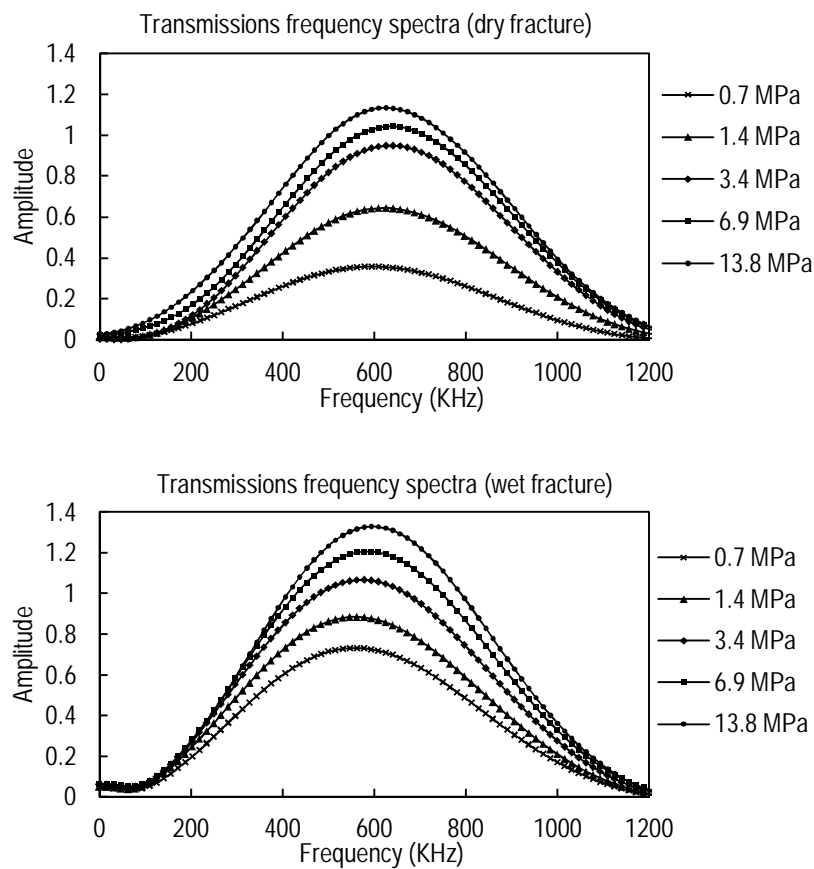 Transmissions frequency spectra (dry fracture)
1.4
1.2
1
0.8
0.6
0.4
0.2
0
Amplitude
0 200 400 600 800 1000 1200
Frequency (KHz)
0.7 MPa
1.4 MPa
3.4 MPa
6.9 MPa
13.8 MPa
Transmissions frequency spectra (wet fracture)
1.4
1.2
1
0.8
0.6
0.4
0.2
0
Amplitude
0 200 400 600 800 1000 1200
Frequency (KHz)
0.7 MPa
1.4 MPa
3.4 MPa
6.9 MPa
13.8 MPa